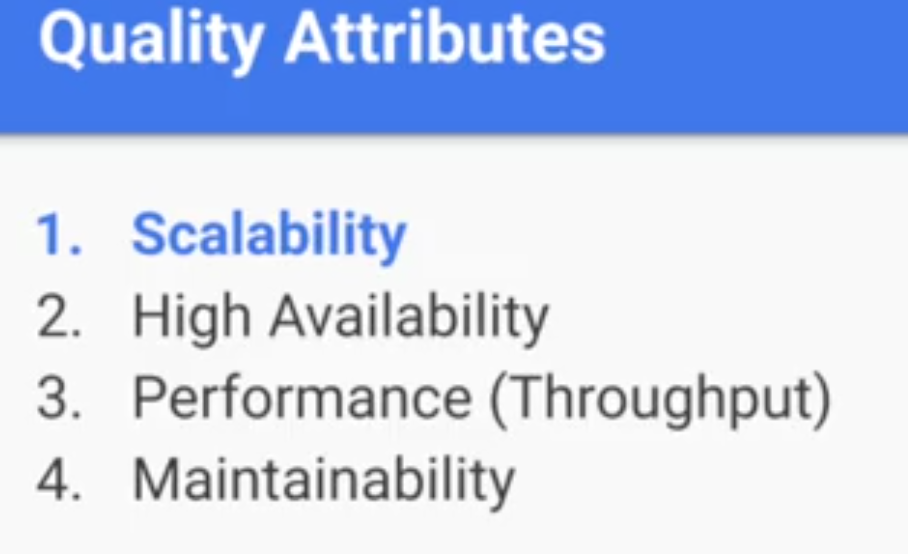 Quality Attributes
1. Scalability
2. High Availability
3. Performance (Throughput)
4. Maintainability